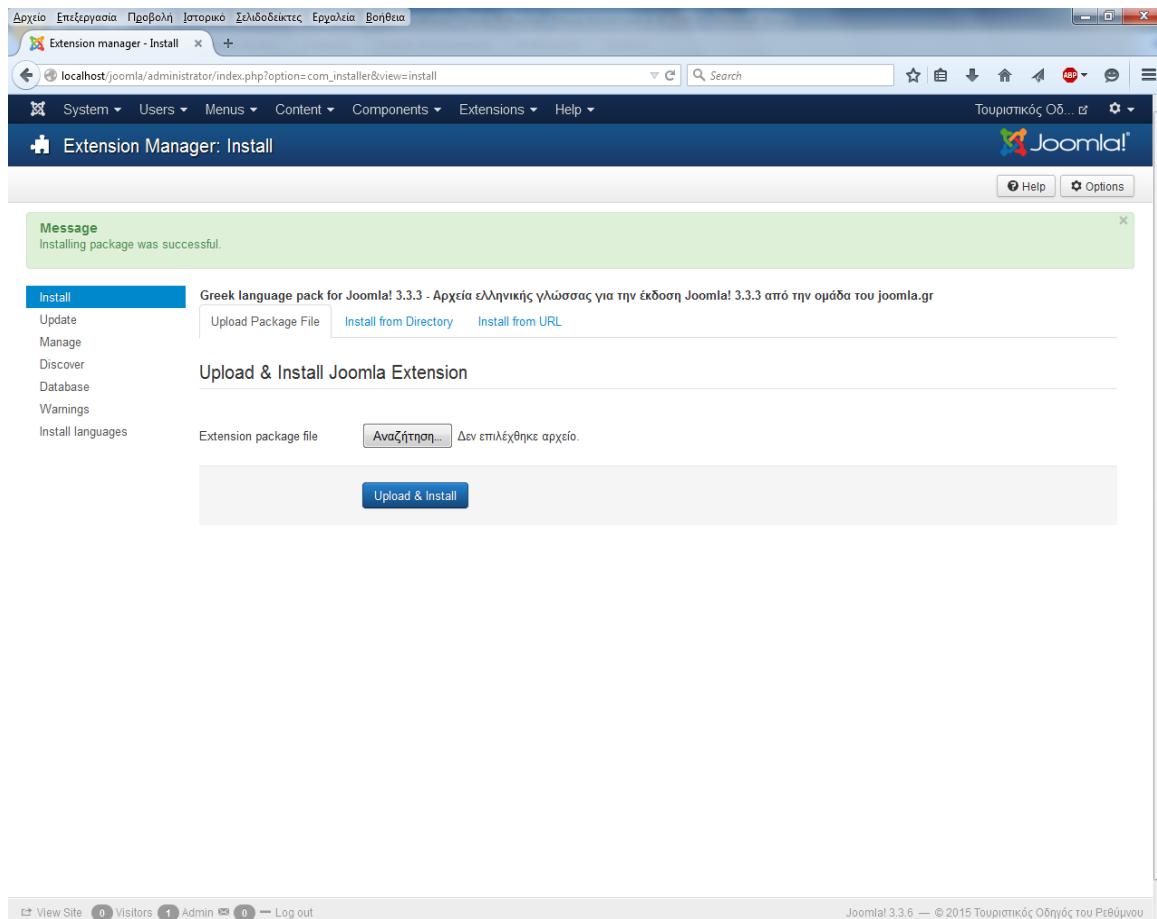 Αρχείο Επεξεργασία Προβολή Ιστορικό Σελιδοδείκτες Εργαλεία Βοήθεια
Extension manager - Install
localhost/joomla/administrator/index.php?option=com_installer&view=install
Search
ABP
System Users Menus Content Components Extensions Help Τουριστικός Οδ...
Extension Manager: Install
Joomla!
Help Options
Message
Installing package was successful.
Install
Update
Manage
Discover
Database
Warnings
Install languages
Greek language pack for Joomla! 3.3.3 - Αρχεία ελληνικής γλώσσας για την έκδοση Joomla! 3.3.3 από την ομάδα του joomla.gr
Upload Package File Install from Directory Install from URL
Upload & Install Joomla Extension
Extension package file Αναζήτηση... Δεν επιλέχθηκε αρχείο.
Upload & Install
View Site 0 Visitors 1 Admin 0 Log out
Joomla! 3.3.6 — © 2015 Τουριστικός Οδηγός του Ρεθύμνου